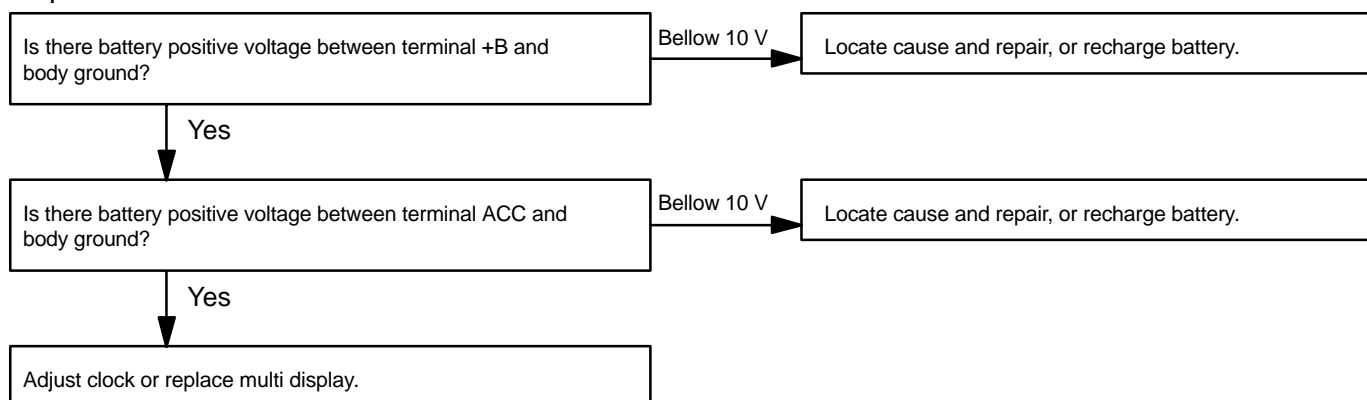 Is there battery positive voltage between terminal +B and
body ground?
Bellow 10 V
Locate cause and repair, or recharge battery.
Yes
Is there battery positive voltage between terminal ACC and
body ground?
Bellow 10 V
Locate cause and repair, or recharge battery.
Yes
Adjust clock or replace multi display.